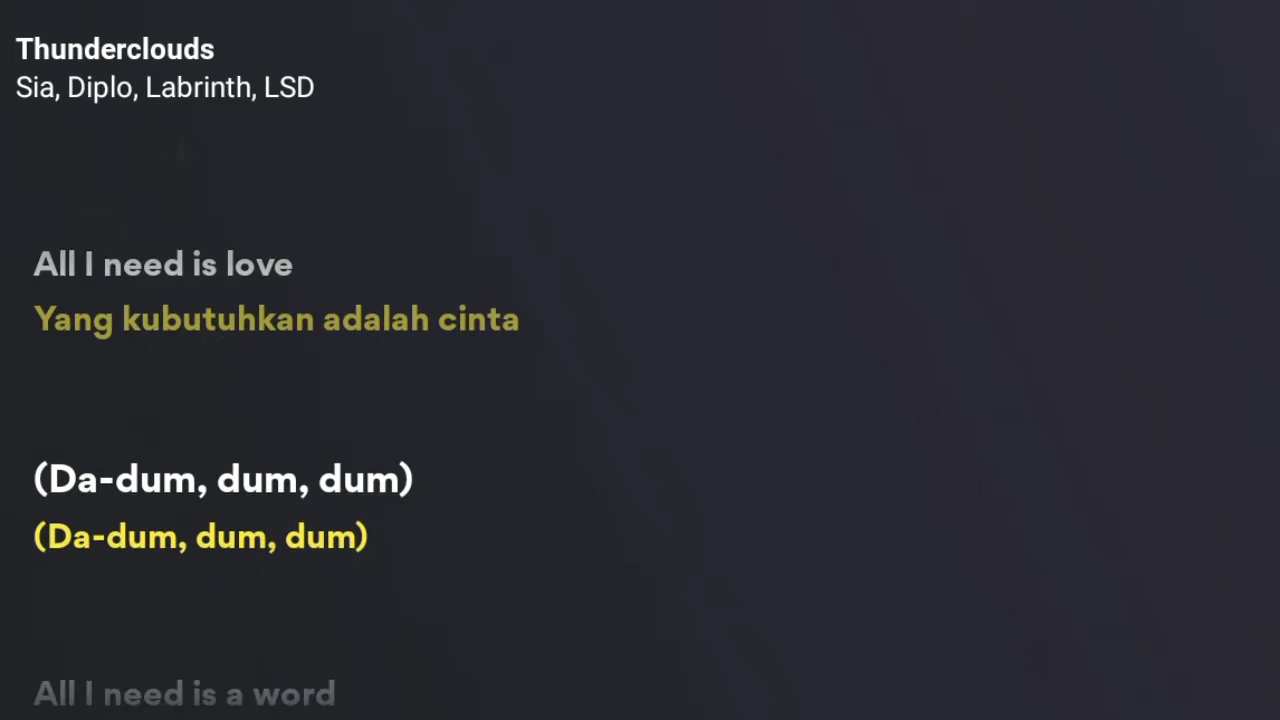 Thunderclouds
Sia, Diplo, Labrinth, LSD
All I need is love
Yang kubutuhkan adalah cinta
(Da-dum, dum, dum)
(Da-dum, dum, dum)
All I need is a word